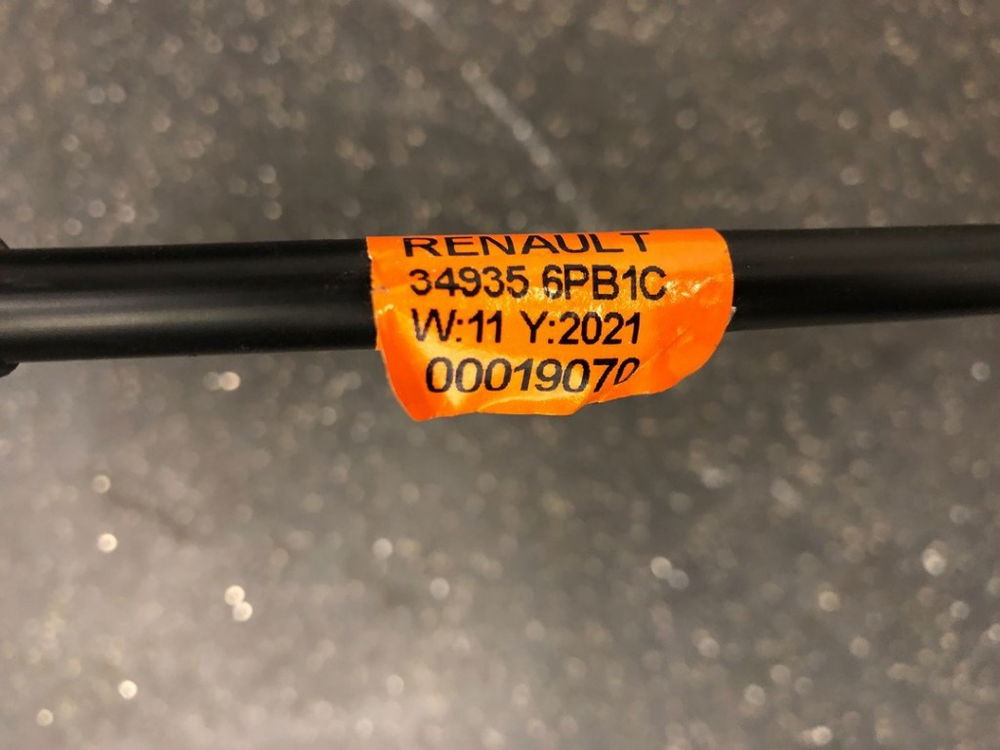 RENAULT
34935 6PB1C
W:11 Y:2021
00019070